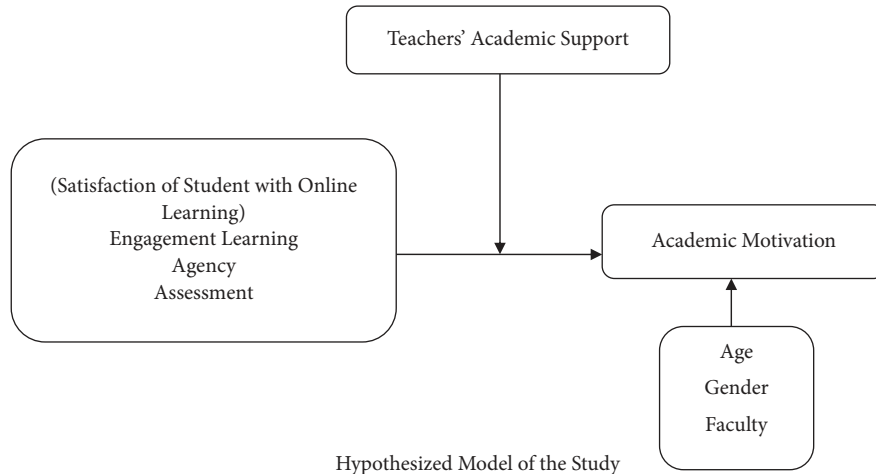 Teachers’ Academic Support
(Satisfaction of Student with Online
Learning)
Engagement Learning
Agency
Assessment
Academic Motivation
Age
Gender
Faculty
Hypothesized Model of the Study